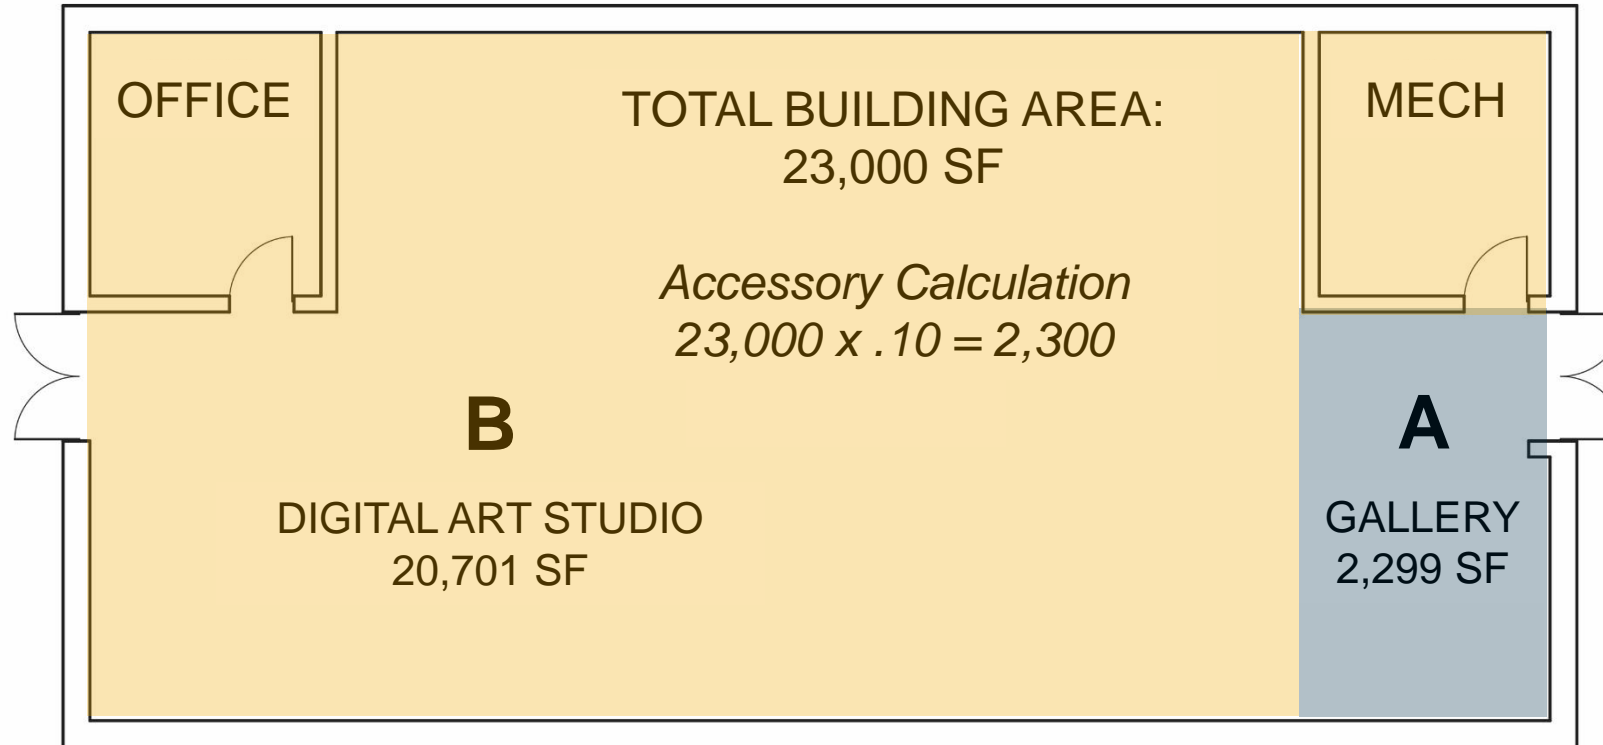 OFFICE
TOTAL BUILDING AREA:
23,000 SF
MECH
Accessory Calculation
23,000 x .10 = 2,300
B
DIGITAL ART STUDIO
20,701 SF
A
GALLERY
2,299 SF